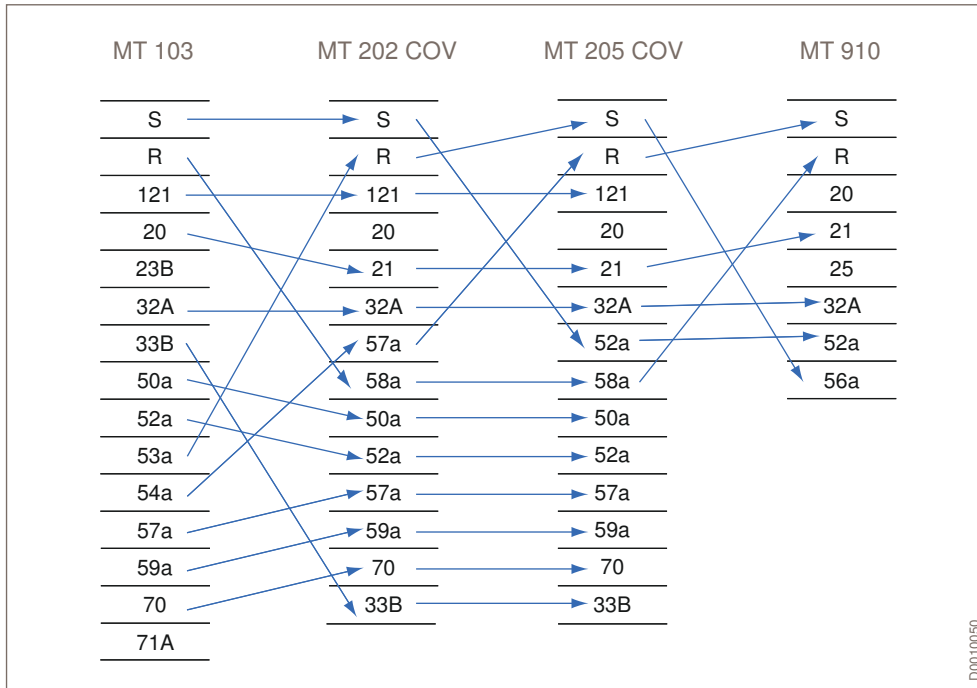 MT 103 MT 202 COV MT 205 COV MT 910
S S S S
R R R R
121 121 121 20
20 20 20 21
23B 21 21 25
32A 32A 32A 32A
33B 57a 52a 52a
50a 58a 58a 56a
52a 50a 50a
53a 52a 52a
54a 57a 57a
57a 59a 59a
59a 70 70
70 33B 33B
71A
D0010050